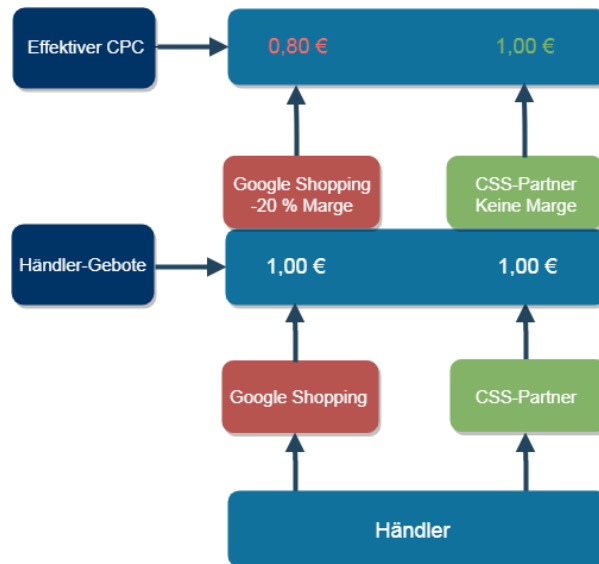 Effektiver CPC
0,80 €
1,00 €
Google Shopping
-20 % Marge
CSS-Partner
Keine Marge
Händler-Gebote
1,00 €
1,00 €
Google Shopping
CSS-Partner
Händler